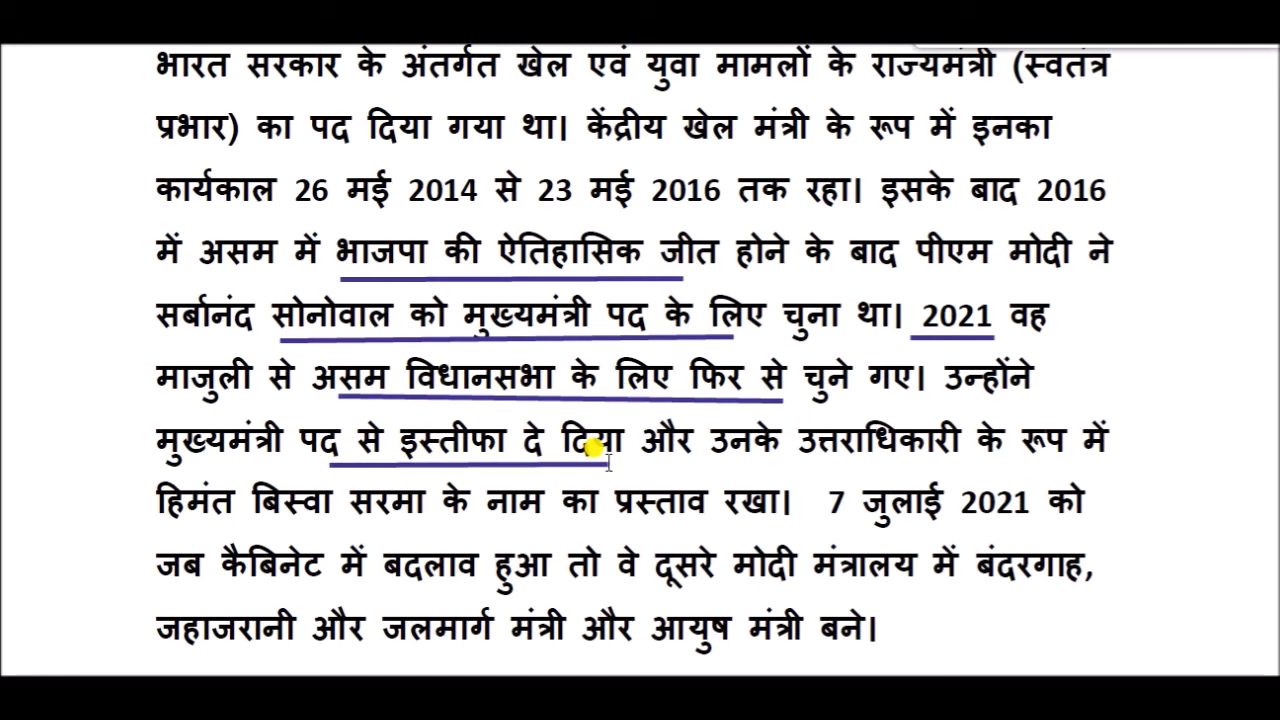 भारत सरकार के अंतर्गत खेल एवं युवा मामलों के राज्यमंत्री (स्वतंत्र
प्रभार) का पद दिया गया था। केंद्रीय खेल मंत्री के रूप में इनका
कार्यकाल 26 मई 2014 से 23 मई 2016 तक रहा। इसके बाद 2016
में असम में भाजपा की ऐतिहासिक जीत होने के बाद पीएम मोदी ने
सर्बानंद सोनोवाल को मुख्यमंत्री पद के लिए चुना था। 2021 वह
माजुली से असम विधानसभा के लिए फिर से चुने गए। उन्होंने
मुख्यमंत्री पद से इस्तीफा दे दिया और उनके उत्तराधिकारी के रूप में
हिमंत बिस्वा सरमा के नाम का प्रस्ताव रखा। 7 जुलाई 2021 को
जब कैबिनेट में बदलाव हुआ तो वे दूसरे मोदी मंत्रालय में बंदरगाह,
जहाजरानी और जलमार्ग मंत्री और आयुष मंत्री बने।